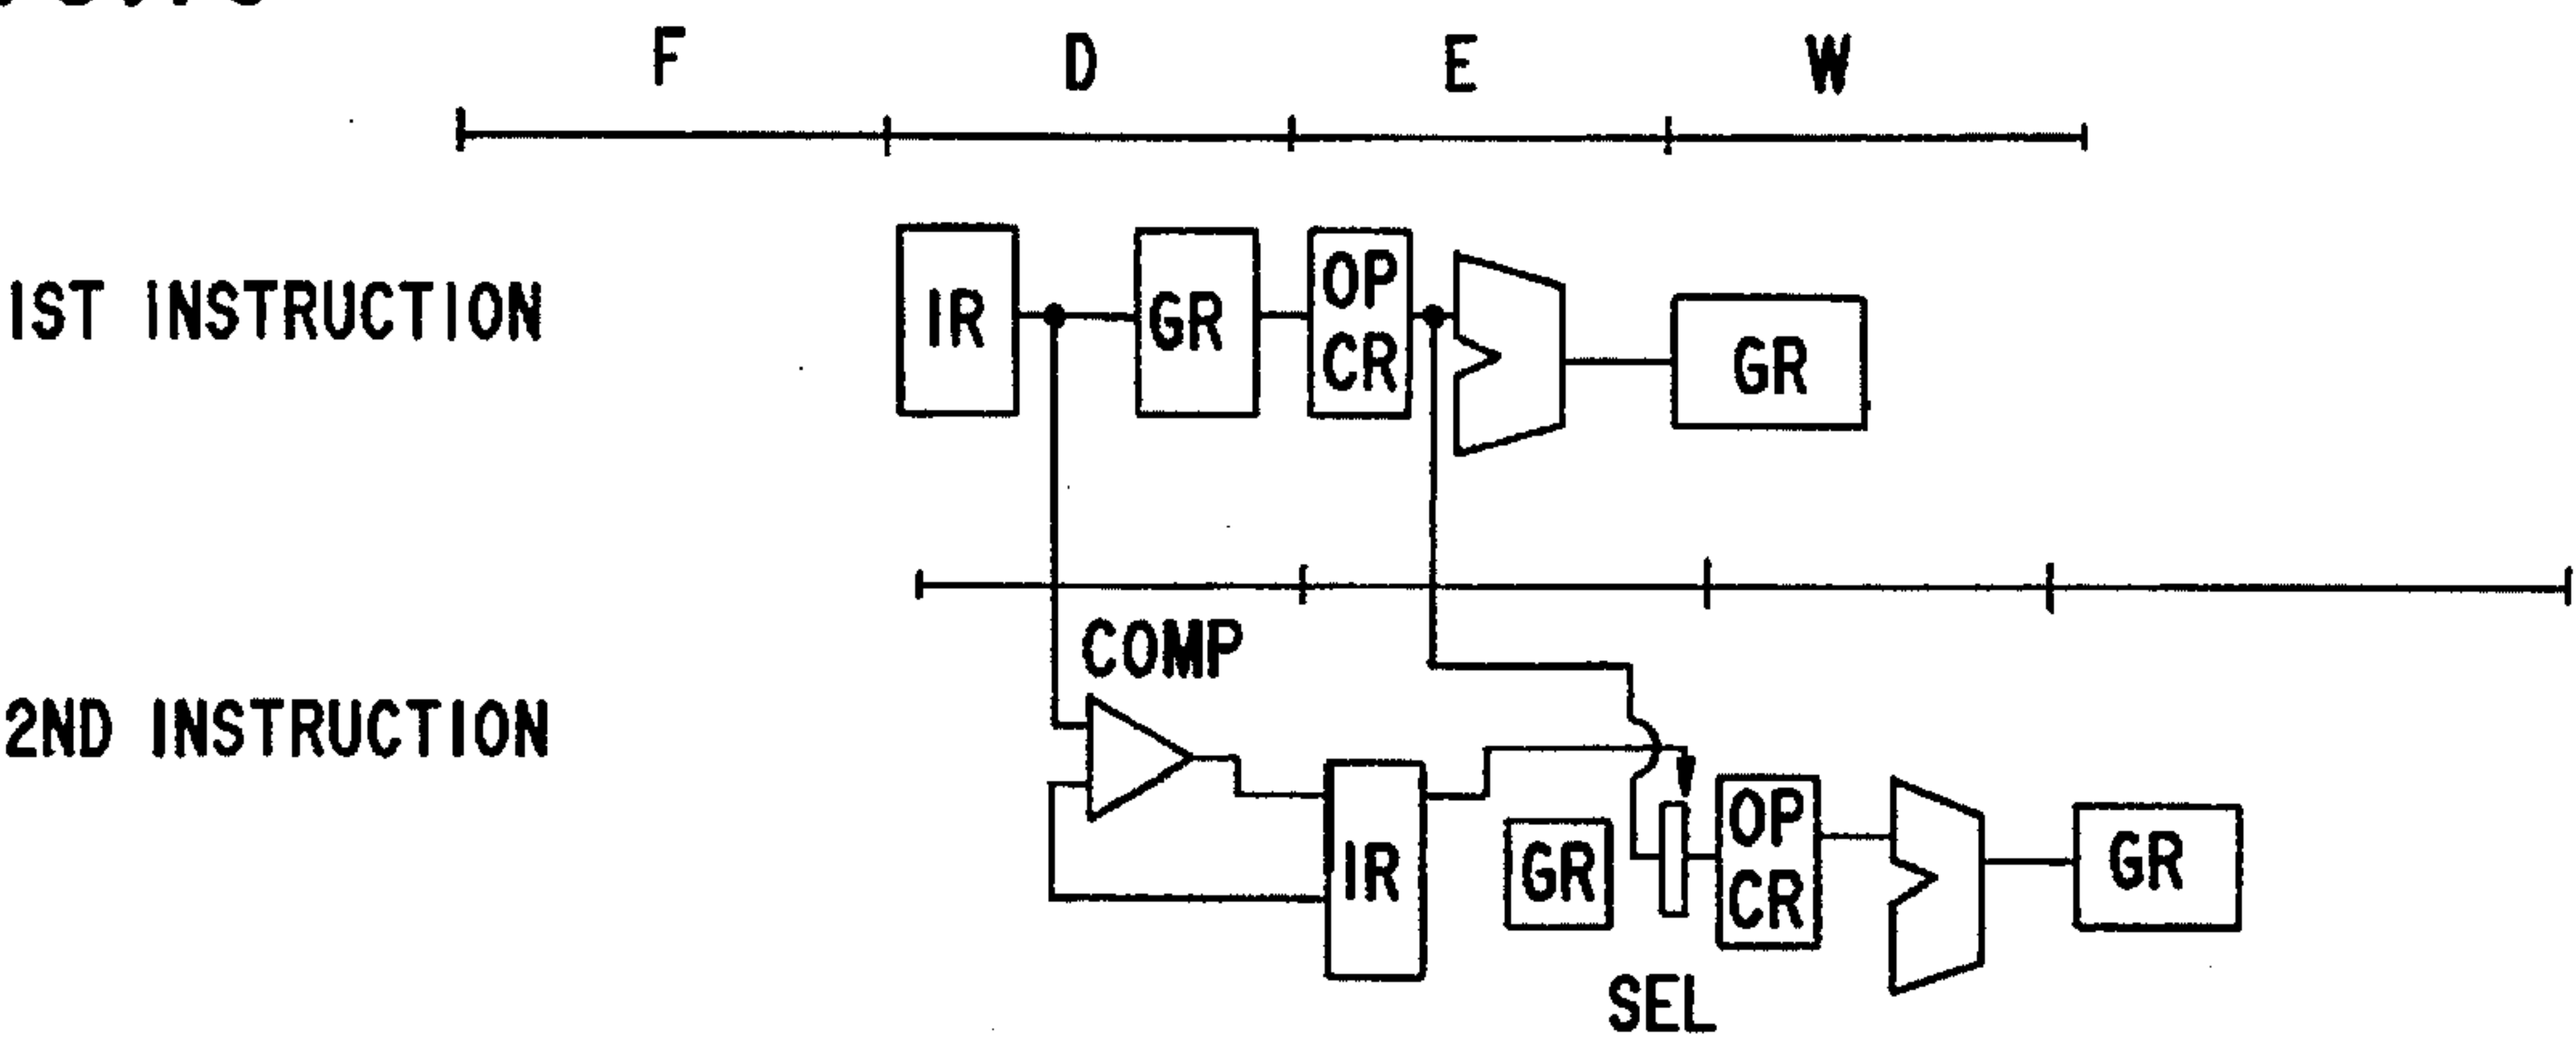 F D E W
IR GR OP CR GR
1ST INSTRUCTION
COMP
2ND INSTRUCTION
IR GR OP CR GR
SEL